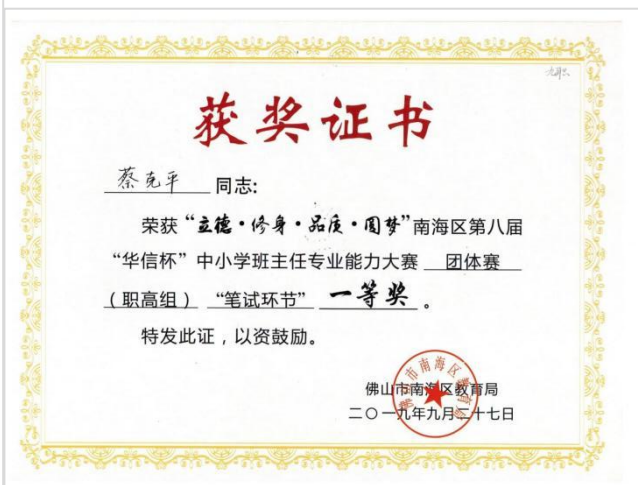 获奖证书
蔡克平 同志:
荣获“立德·修身·品质·圆梦”南海区第八届
“华信杯”中小学班主任专业能力大赛 团体赛
（职高组） “笔试环节” 一等奖 。
特发此证，以资鼓励。
佛山市南海区教育局
二〇一九年九月二十七日